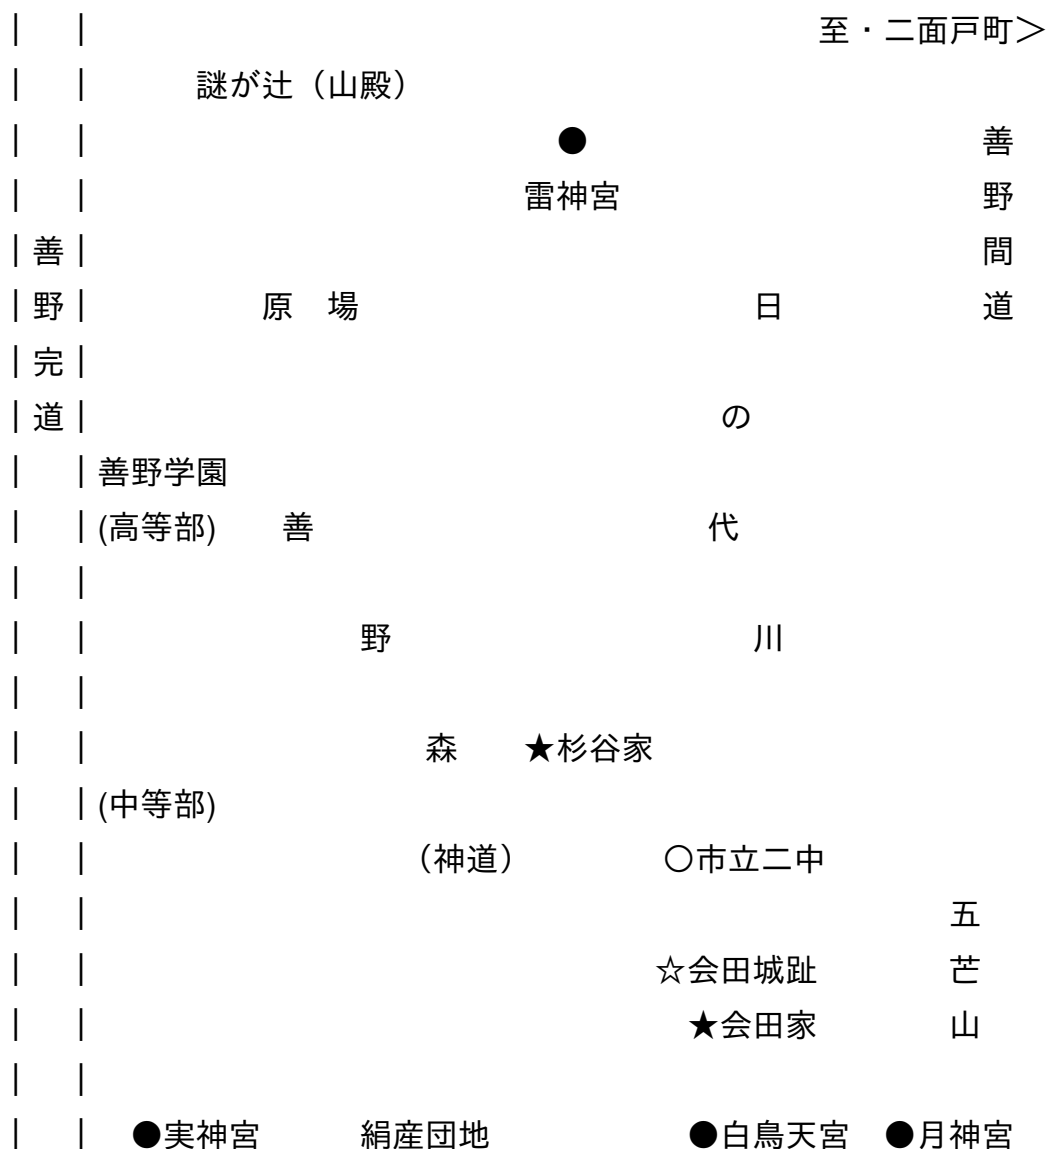 ｜　｜　　　　　　　　　　　　　　　　　　　　　　至・二面戸町＞
｜　｜　　　謎が辻（山殿）
｜　｜　　　　　　　　　　　　　　●　　　　　　　　　　　　善
｜　｜　　　　　　　　　　　　　雷神宮　　　　　　　　　　　野
｜善｜　　　　　　　　　　　　　　　　　　　　　　　　　　　間
｜野｜　　　　　原　場　　　　　　　　　　　　日　　　　　　道
｜完｜
｜道｜　　　　　　　　　　　　　　　　　　　の
｜　｜善野学園
｜　｜(高等部)　　善　　　　　　　　　　　　代
｜　｜
｜　｜　　　　　　　　野　　　　　　　　　　　川
｜　｜
｜　｜　　　　　　　　　　森　　★杉谷家
｜　｜(中等部)
｜　｜　　　　　　　　　　（神道）　　　　〇市立二中
｜　｜　　　　　　　　　　　　　　　　　　　　　　　　　　五
｜　｜　　　　　　　　　　　　　　　　　☆会田城趾　　　　芒
｜　｜　　　　　　　　　　　　　　　　　　★会田家　　　　山
｜　｜
｜　｜　●実神宮　　　絹産団地　　　　　　●白鳥天宮　●月神宮